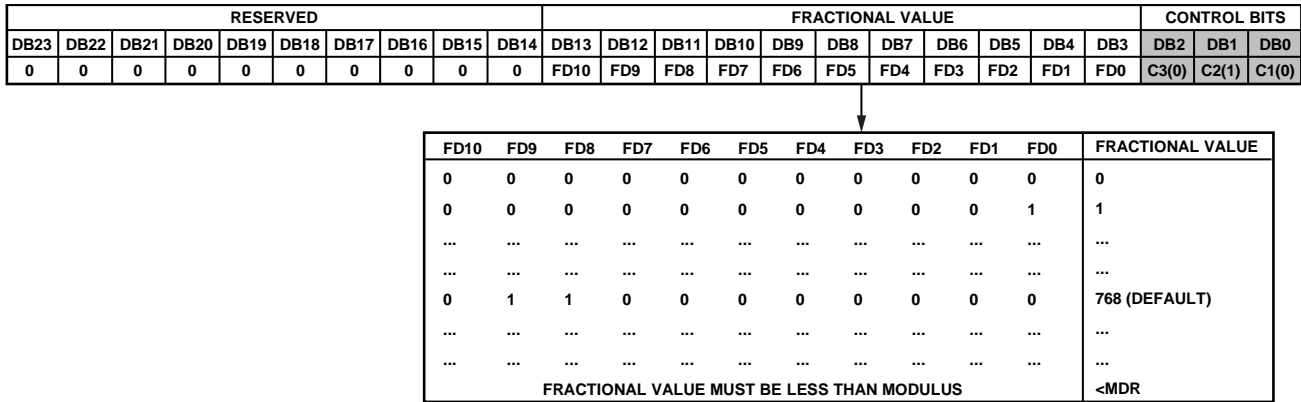 RESERVED FRACTIONAL VALUE CONTROL BITS
DB23 DB22 DB21 DB20 DB19 DB18 DB17 DB16 DB15 DB14 DB13 DB12 DB11 DB10 DB9 DB8 DB7 DB6 DB5 DB4 DB3 DB2 DB1 DB0
0 0 0 0 0 0 0 0 0 0 FD10 FD9 FD8 FD7 FD6 FD5 FD4 FD3 FD2 FD1 FD0 C3(0) C2(1) C1(0)
FD10 FD9 FD8 FD7 FD6 FD5 FD4 FD3 FD2 FD1 FD0 FRACTIONAL VALUE
0 0 0 0 0 0 0 0 0 0 0 0
0 0 0 0 0 0 0 0 0 0 1 1
... ... ... ... ... ... ... ... ... ... ... ...
... ... ... ... ... ... ... ... ... ... ... ...
0 1 1 0 0 0 0 0 0 0 0 768 (DEFAULT)
... ... ... ... ... ... ... ... ... ... ... ...
... ... ... ... ... ... ... ... ... ... ... ...
FRACTIONAL VALUE MUST BE LESS THAN MODULUS <MDR